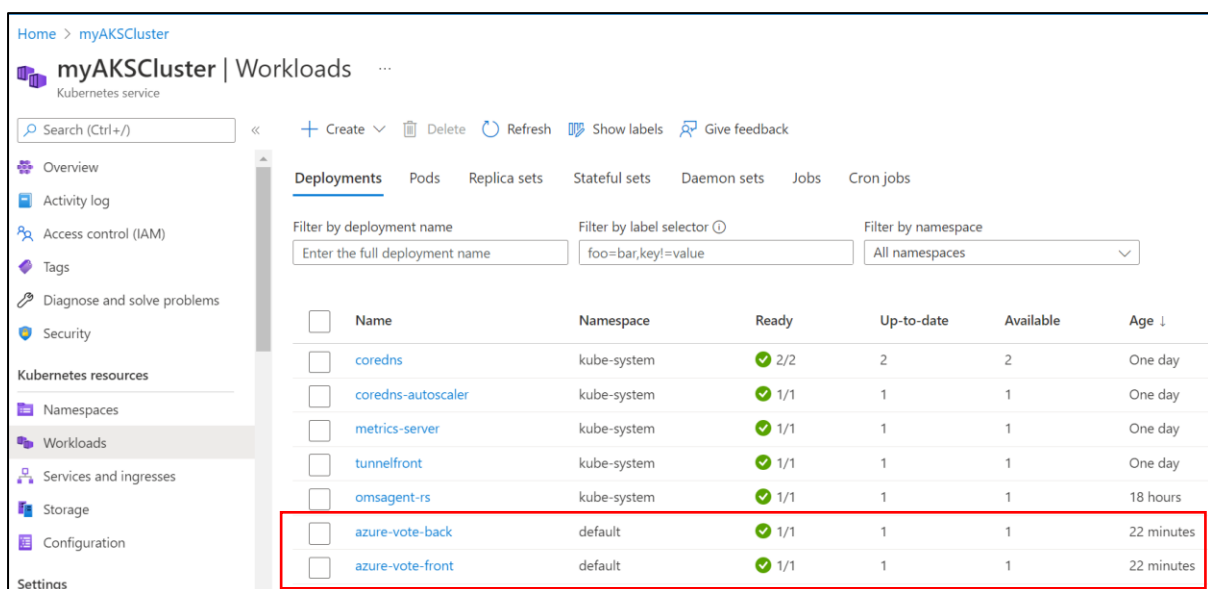 Home > myAKSCluster
myAKSCluster | Workloads ...
Kubernetes service
Search (Ctrl+/) «
Overview
Activity log
Access control (IAM)
Tags
Diagnose and solve problems
Security
Kubernetes resources
Namespaces
Workloads
Services and ingresses
Storage
Configuration
Settings
Create Delete Refresh Show labels Give feedback
Deployments Pods Replica sets Stateful sets Daemon sets Jobs Cron jobs
Filter by deployment name Filter by label selector Filter by namespace
Enter the full deployment name foo=bar,key!=value All namespaces
Name Namespace Ready Up-to-date Available Age ↓
coredns kube-system 2/2 2 2 One day
coredns-autoscaler kube-system 1/1 1 1 One day
metrics-server kube-system 1/1 1 1 One day
tunnelfront kube-system 1/1 1 1 One day
omsagent-rs kube-system 1/1 1 1 18 hours
azure-vote-back default 1/1 1 1 22 minutes
azure-vote-front default 1/1 1 1 22 minutes